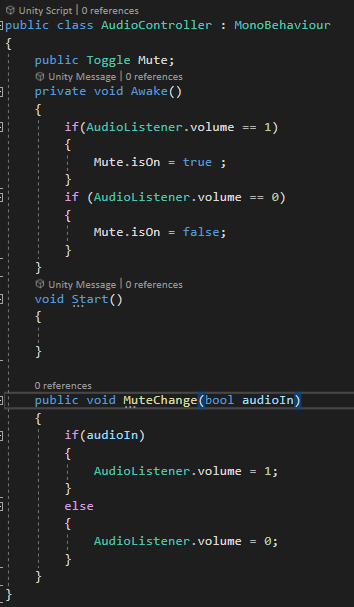 Unity Script | 0 references
public class AudioController : MonoBehaviour
{
public Toggle Mute;
Unity Message | 0 references
private void Awake()
{
if(AudioListener.volume == 1)
{
Mute.isOn = true ;
}
if (AudioListener.volume == 0)
{
Mute.isOn = false;
}
}
Unity Message | 0 references
void Start()
{
}
0 references
public void MuteChange(bool audioIn)
{
if(audioIn)
{
AudioListener.volume = 1;
}
else
{
AudioListener.volume = 0;
}
}
}